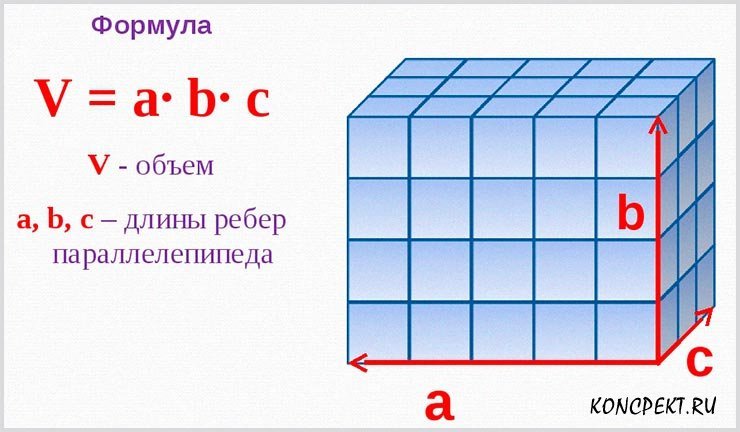 Формула
V = a· b· c
V - объем
a, b, c – длины ребер
параллелепипеда
b
c
a
KONCPEKT.RU